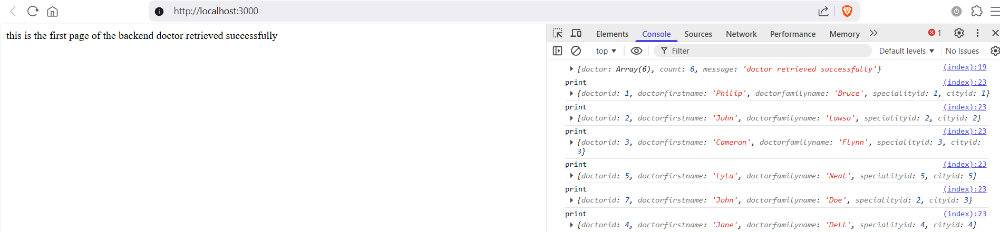 http://localhost:3000
this is the first page of the backend doctor retrieved successfully
Elements Console Sources Network Performance Memory 1
top Filter Default levels No Issues
{doctor: Array(6), count: 6, message: 'doctor retrieved successfully'} (index):19
print (index):23
{doctorid: 1, doctorfirstname: 'Philip', doctorfamilyname: 'Bruce', specialityid: 1, cityid: 1}
print (index):23
{doctorid: 2, doctorfirstname: 'John', doctorfamilyname: 'Lawso', specialityid: 2, cityid: 2}
print (index):23
{doctorid: 3, doctorfirstname: 'Cameron', doctorfamilyname: 'Flynn', specialityid: 3, cityid:
3}
print (index):23
{doctorid: 5, doctorfirstname: 'Lyla', doctorfamilyname: 'Neal', specialityid: 5, cityid: 5}
print (index):23
{doctorid: 7, doctorfirstname: 'John', doctorfamilyname: 'Doe', specialityid: 2, cityid: 3}
print (index):23
{doctorid: 4, doctorfirstname: 'Jane', doctorfamilyname: 'Dell', specialityid: 4, cityid: 4}